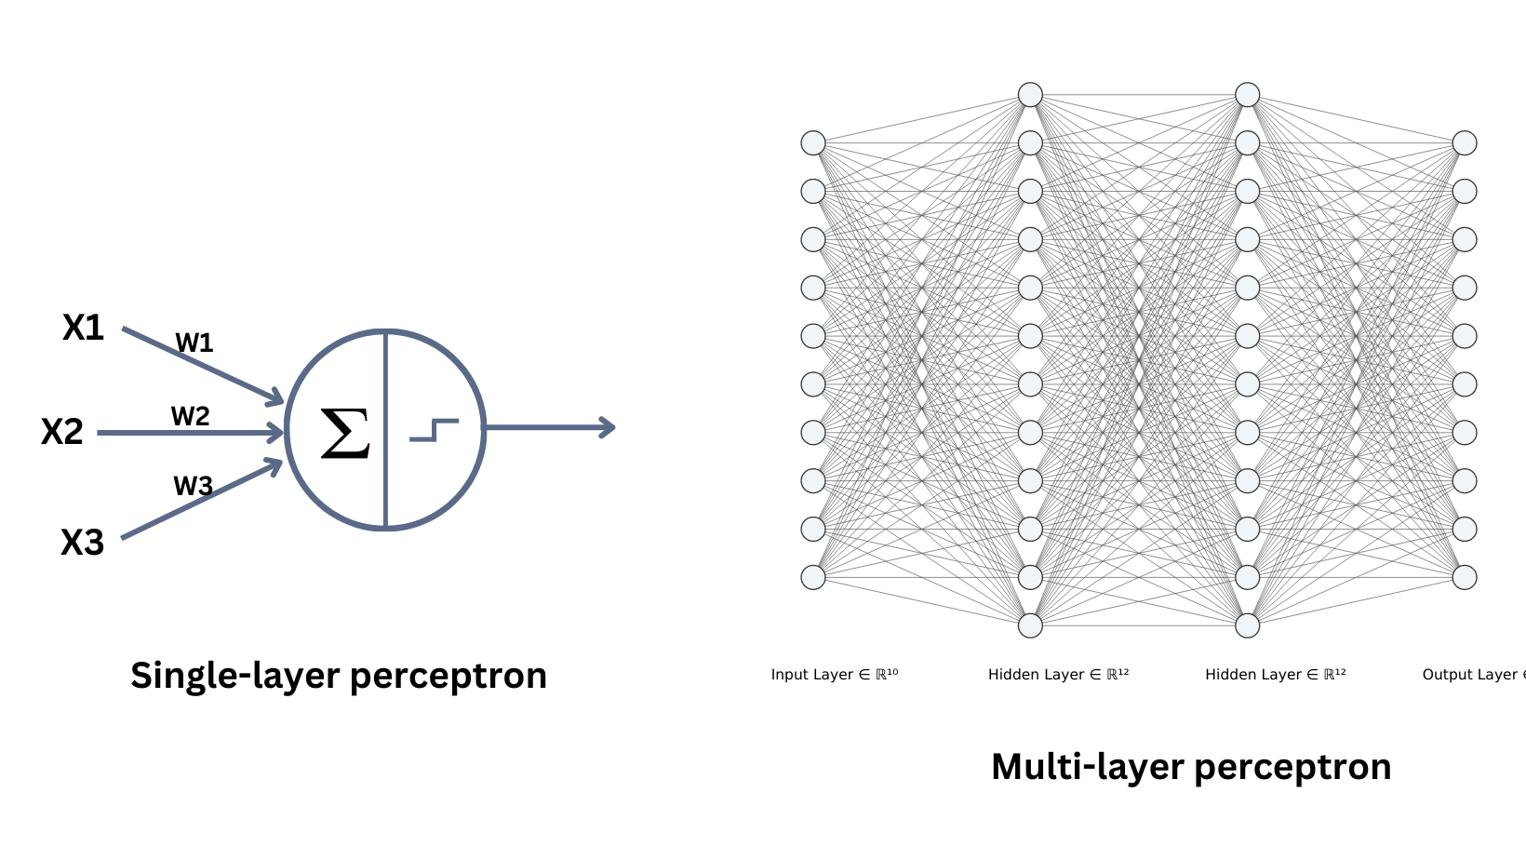 X1
W1
W2
X2
Σ
W3
X3
Single-layer perceptron
Input Layer ∈ ℝ¹⁰
Hidden Layer ∈ ℝ¹²
Hidden Layer ∈ ℝ¹²
Output Layer ∈
Multi-layer perceptron